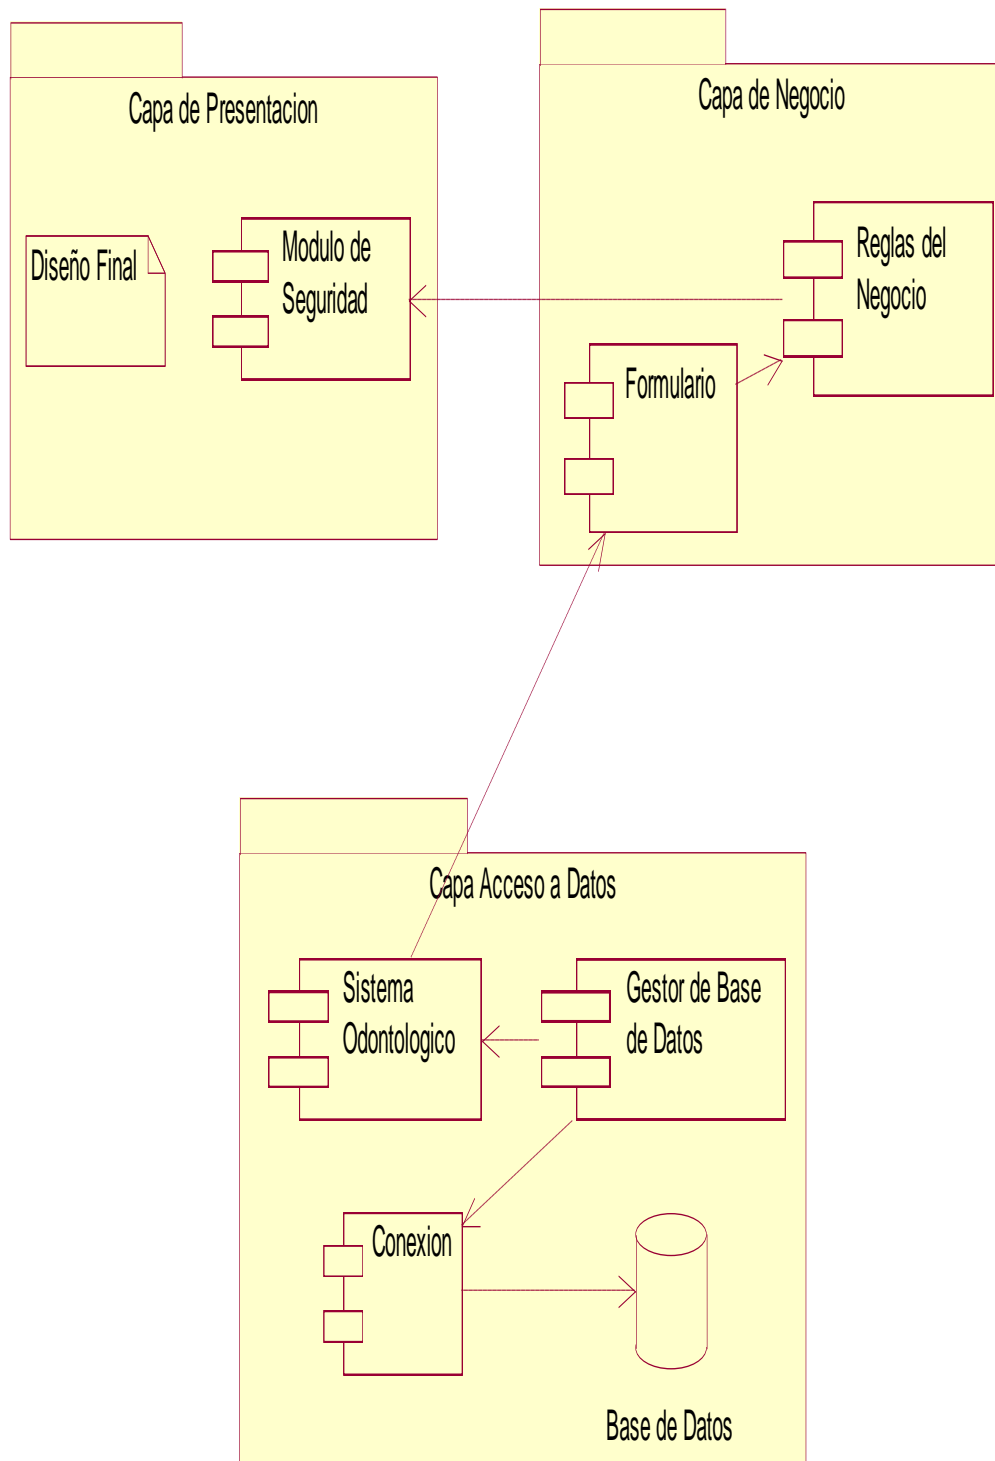 Capa de Presentacion
Diseño Final
Modulo de
Seguridad
Capa de Negocio
Reglas del
Negocio
Formulario
Capa Acceso a Datos
Sistema
Odontologico
Gestor de Base
de Datos
Conexion
Base de Datos